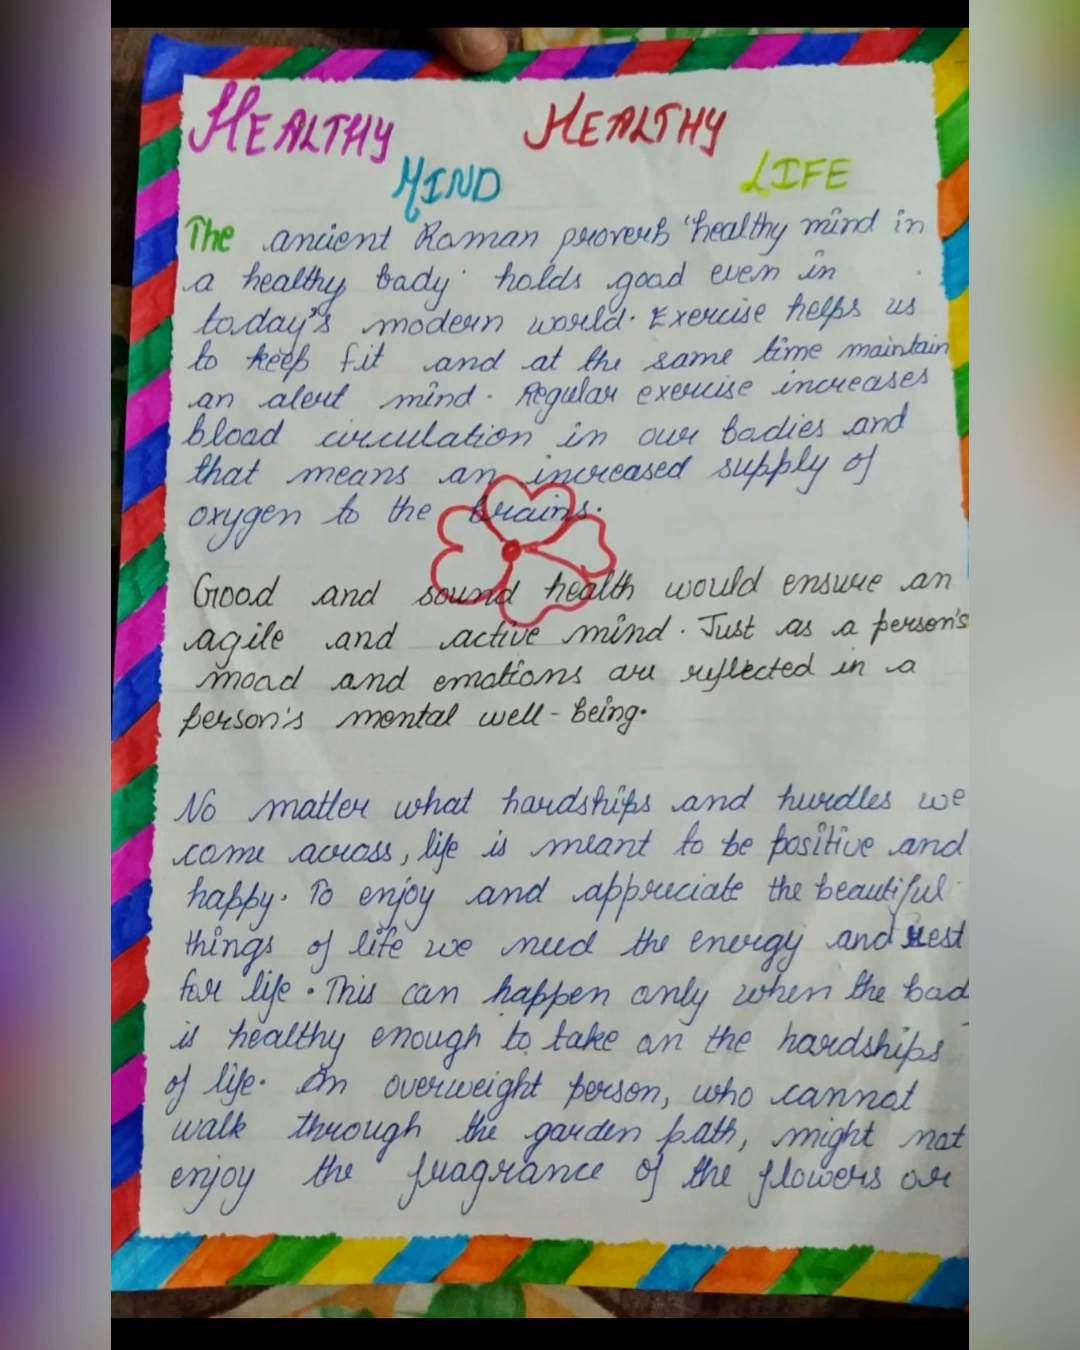 HEALTHY HEALTHY
MIND LIFE
The ancient Roman proverb 'healthy mind in
a healthy body' holds good even in
today's modern world. Exercise helps us
to keep fit and at the same time maintain
an alert mind. Regular exercise increases
blood circulation in our bodies and
that means an increased supply of
oxygen to the brains.
Good and sound health would ensure an
agile and active mind. Just as a person's
mood and emotions are reflected in a
person's mental well-being.
No matter what hardships and hurdles we
come across, life is meant to be positive and
happy. To enjoy and appreciate the beautiful
things of life we need the energy and rest
for life. This can happen only when the bod
is healthy enough to take on the hardships
of life. An overweight person, who cannot
walk through the garden path, might not
enjoy the fragrance of the flowers or